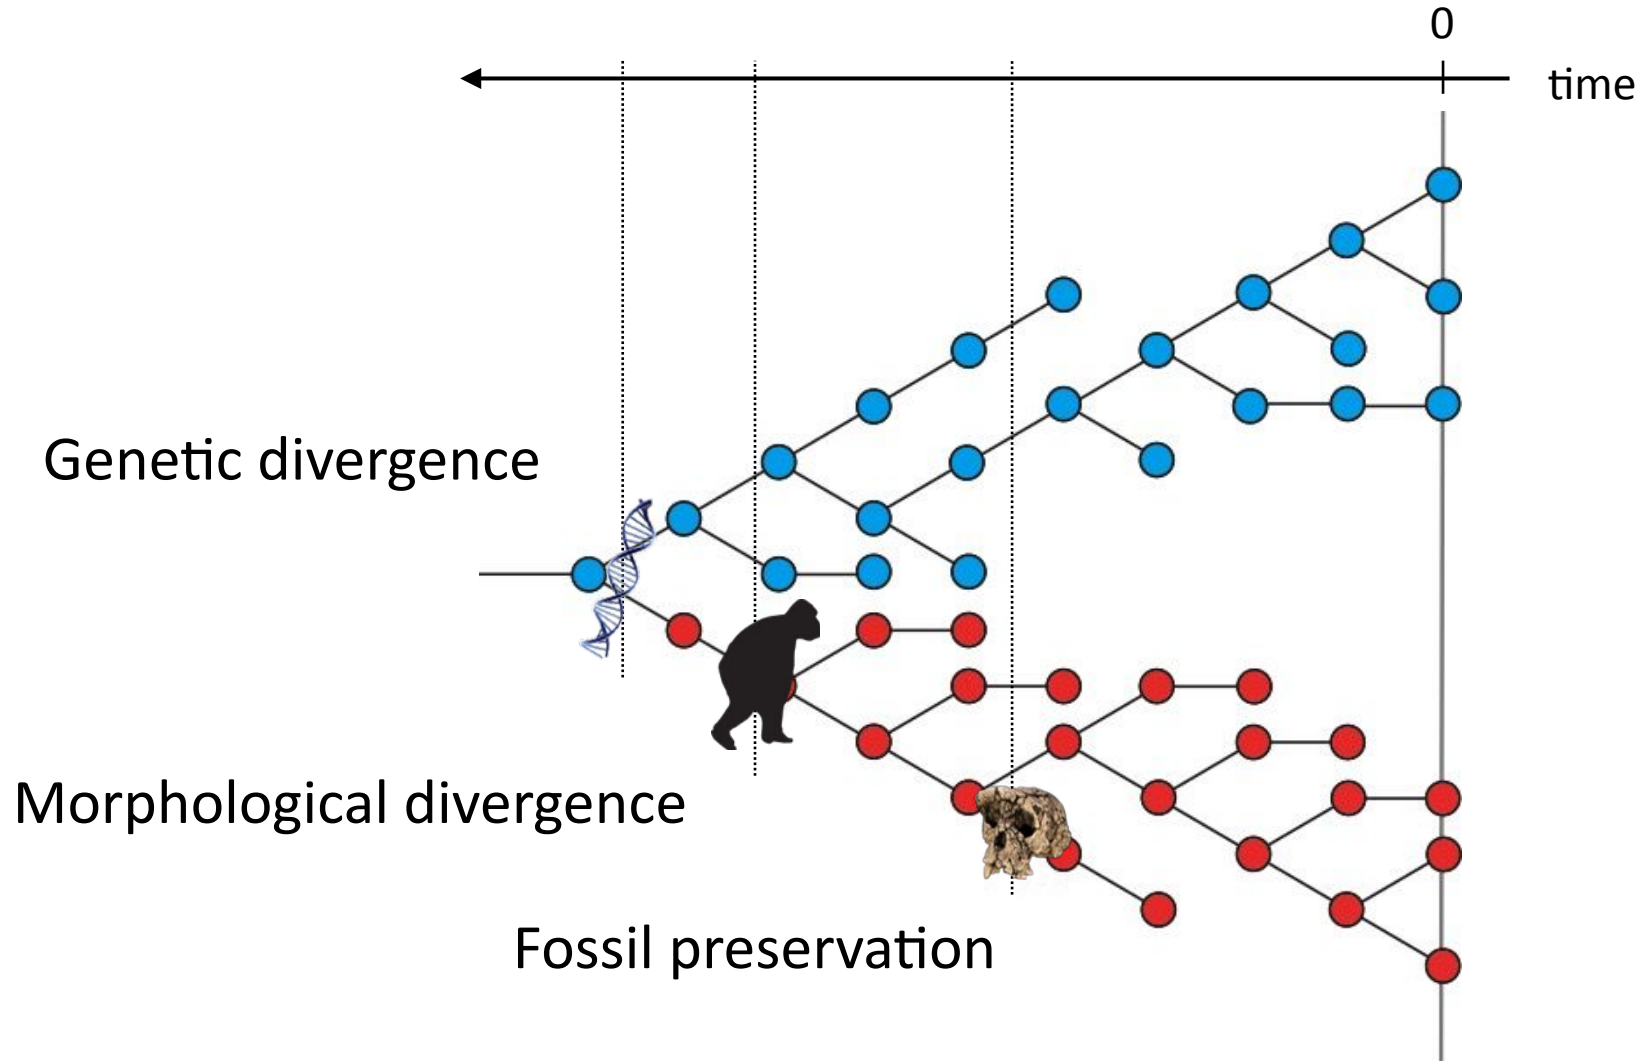 0
time
Genetic divergence
Morphological divergence
Fossil preservation